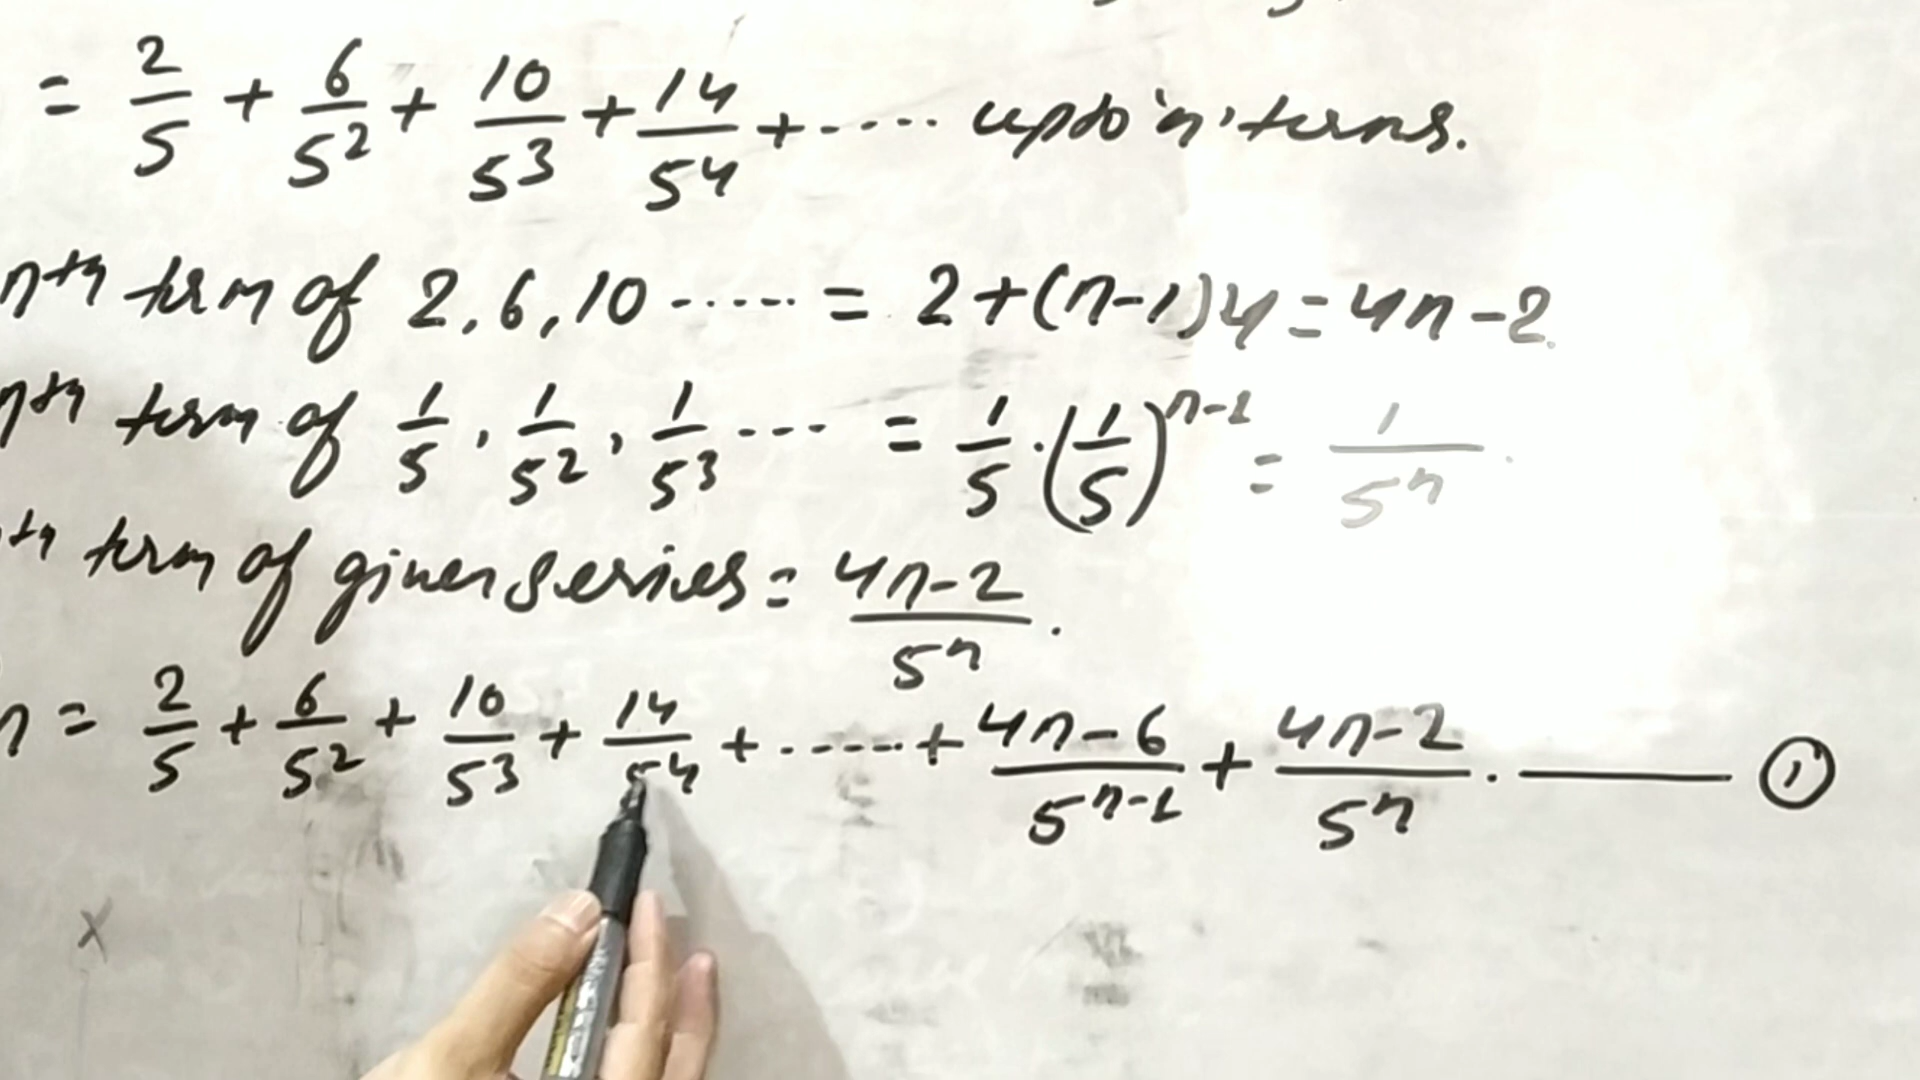 = 2/5 + 6/5² + 10/5³ + 14/5⁴ + ..... upto 'n' terms.
nth term of 2, 6, 10 ..... = 2+(n-1)4 = 4n-2
nth term of 1/5, 1/5², 1/5³ ... = 1/5 · (1/5)ⁿ⁻¹ = 1/5ⁿ
th term of given series = (4n-2)/5ⁿ.
n = 2/5 + 6/5² + 10/5³ + 14/5⁴ + ..... + (4n-6)/5ⁿ⁻¹ + (4n-2)/5ⁿ. —— ①
x